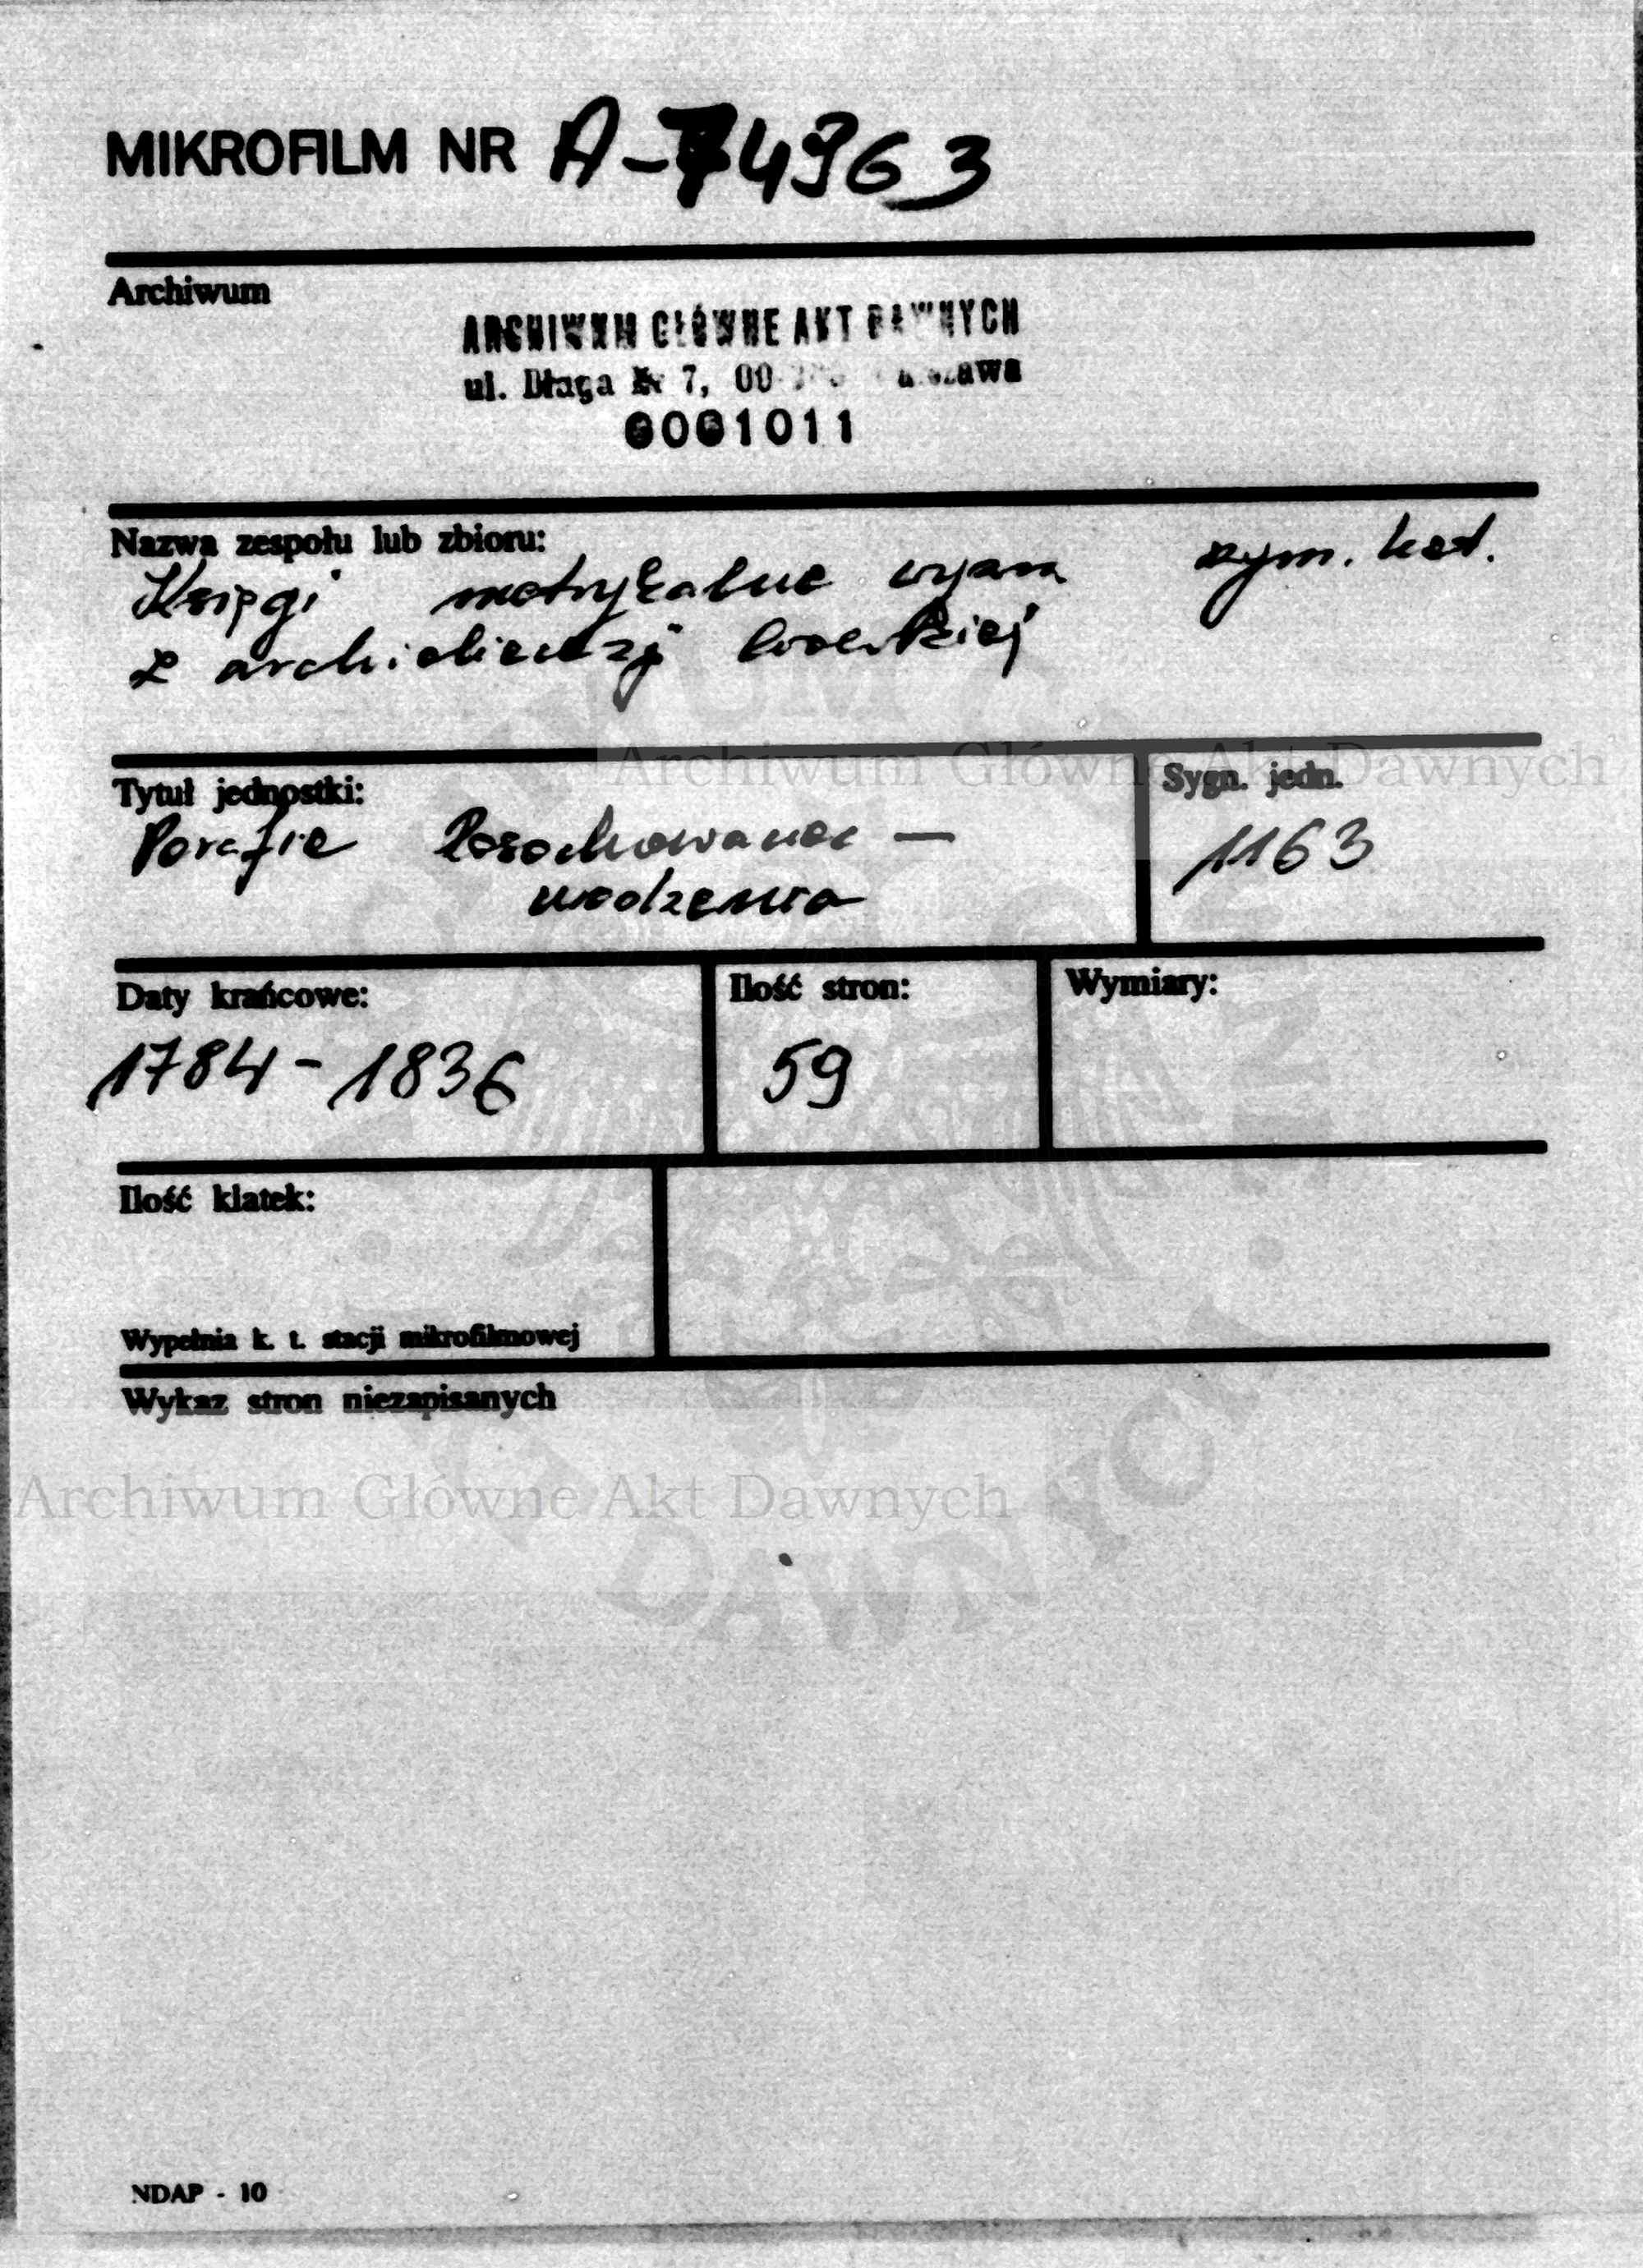 MIKROFILM NR A-74963
Archiwum
ARCHIWUM GŁÓWNE AKT DAWNYCH
ul. Długa Nr 7, 00
0001011
Nazwa zespołu lub zbioru:
Księgi metrykalne wyzn. rzym. kat.
z archidiecezji lwowskiej
Archiwum Główne Akt Dawnych
Tytuł jednostki:
Sygn. jedn.
Parafia
1163
urodzenia
Daty krańcowe:
Ilość stron:
Wymiary:
1784 - 1836
59
Ilość klatek:
Wypełnia k. t. stacji mikrofilmowej
Wykaz stron niezapisanych
Archiwum Główne Akt Dawnych
AKT DAWNYCH
NDAP - 10